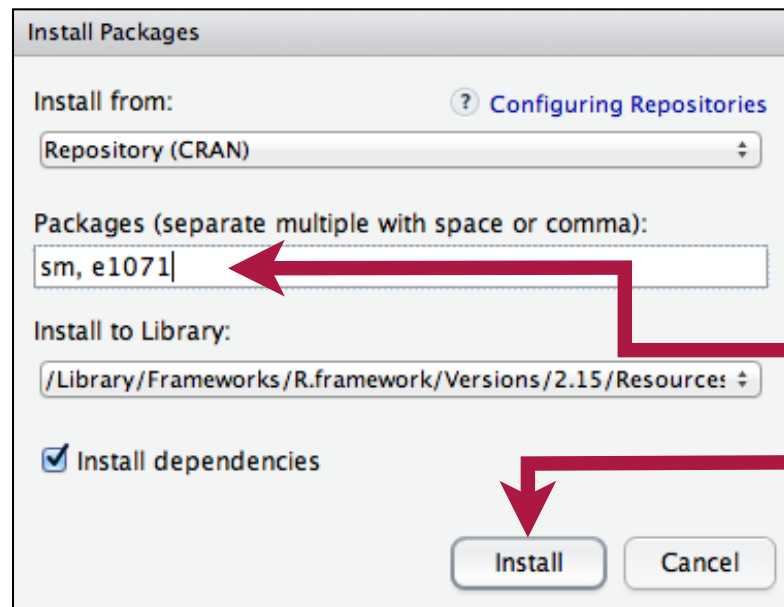 Install Packages
Install from:
? Configuring Repositories
Repository (CRAN)
Packages (separate multiple with space or comma):
sm, e1071
Install to Library:
/Library/Frameworks/R.framework/Versions/2.15/Resources
Install dependencies
Install
Cancel